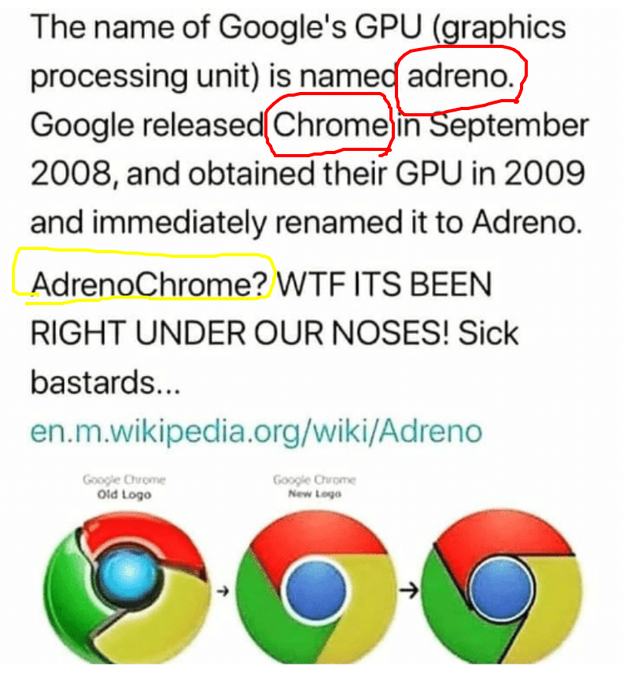 The name of Google's GPU (graphics
processing unit) is named adreno.
Google released Chrome in September
2008, and obtained their GPU in 2009
and immediately renamed it to Adreno.
AdrenoChrome? WTF ITS BEEN
RIGHT UNDER OUR NOSES! Sick
bastards...
en.m.wikipedia.org/wiki/Adreno
Google Chrome Google Chrome
Old Logo New Logo